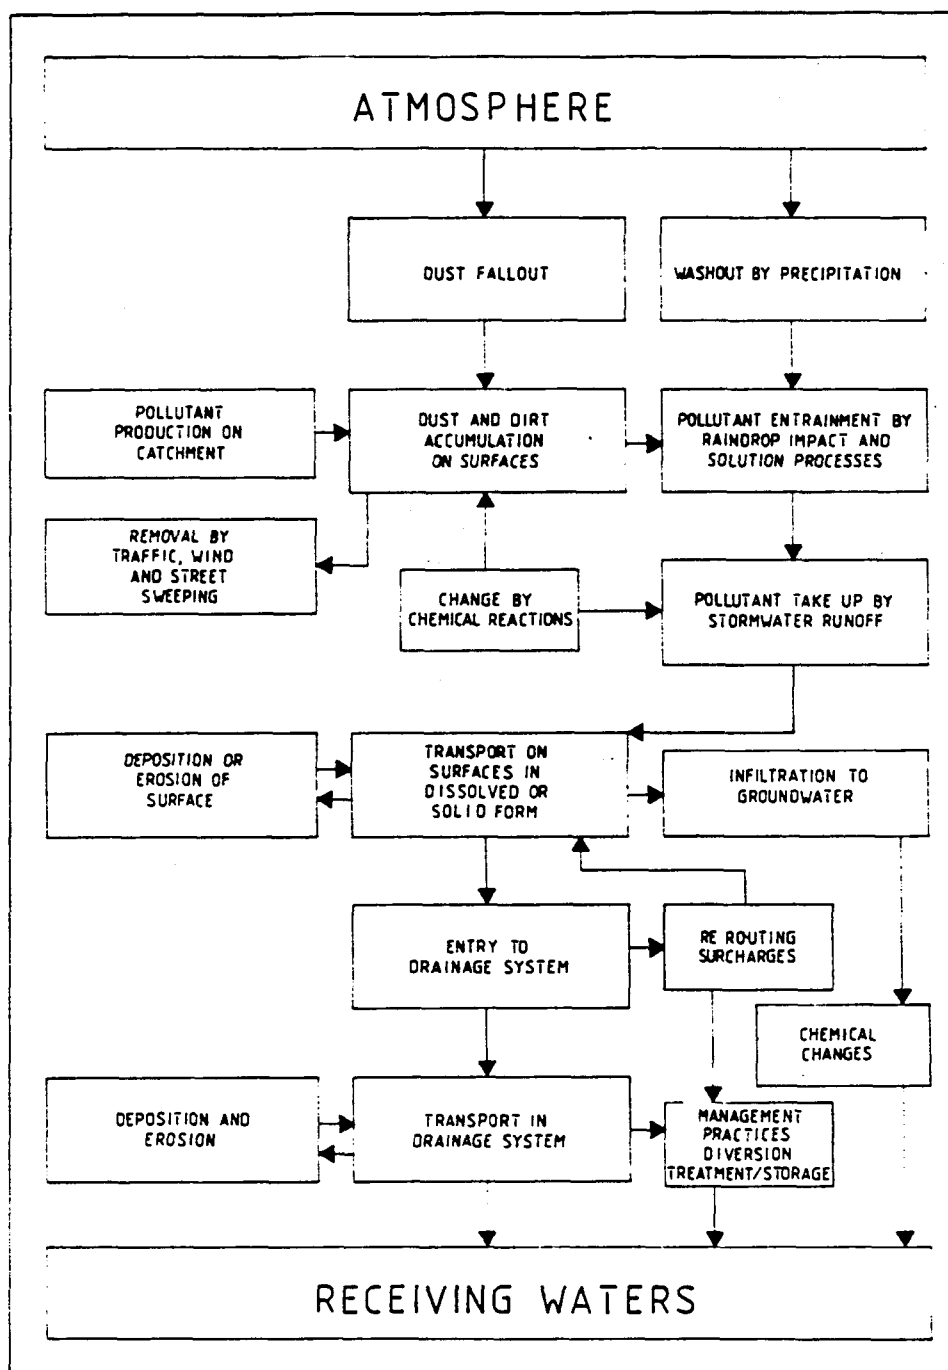 ATMOSPHERE
DUST FALLOUT
WASHOUT BY PRECIPITATION
POLLUTANT
PRODUCTION ON
CATCHMENT
DUST AND DIRT
ACCUMULATION
ON SURFACES
POLLUTANT ENTRAINMENT BY
RAINDROP IMPACT AND
SOLUTION PROCESSES
REMOVAL BY
TRAFFIC, WIND
AND STREET
SWEEPING
CHANGE BY
CHEMICAL REACTIONS
POLLUTANT TAKE UP BY
STORMWATER RUNOFF
DEPOSITION OR
EROSION OF
SURFACE
TRANSPORT ON
SURFACES IN
DISSOLVED OR
SOLID FORM
INFILTRATION TO
GROUNDWATER
ENTRY TO
DRAINAGE SYSTEM
RE ROUTING
SURCHARGES
CHEMICAL
CHANGES
DEPOSITION AND
EROSION
TRANSPORT IN
DRAINAGE SYSTEM
MANAGEMENT
PRACTICES
DIVERSION
TREATMENT/STORAGE
RECEIVING WATERS